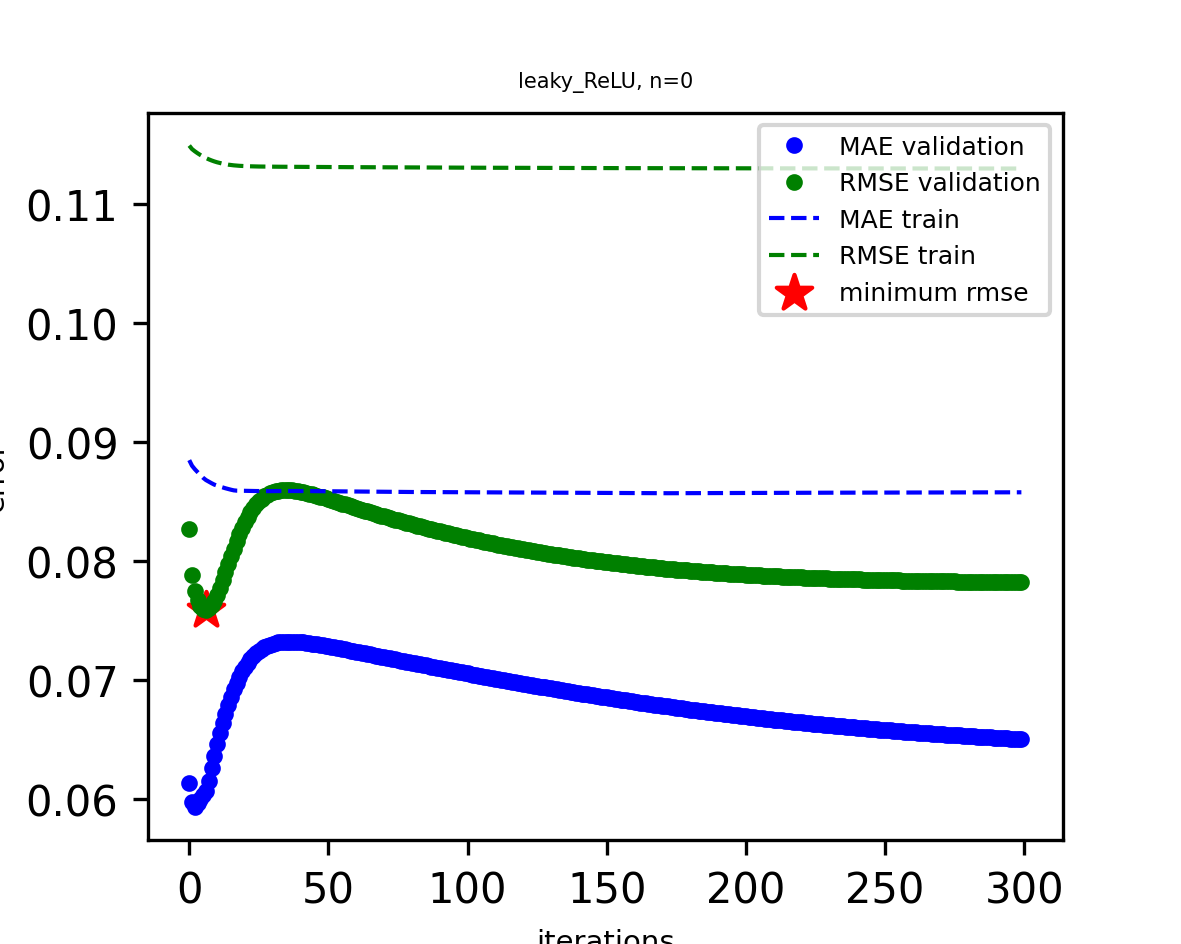 leaky_ReLU, n=0
MAE validation
RMSE validation
MAE train
RMSE train
minimum rmse
0.11
0.10
0.09
0.08
0.07
0.06
0 50 100 150 200 250 300
iterations